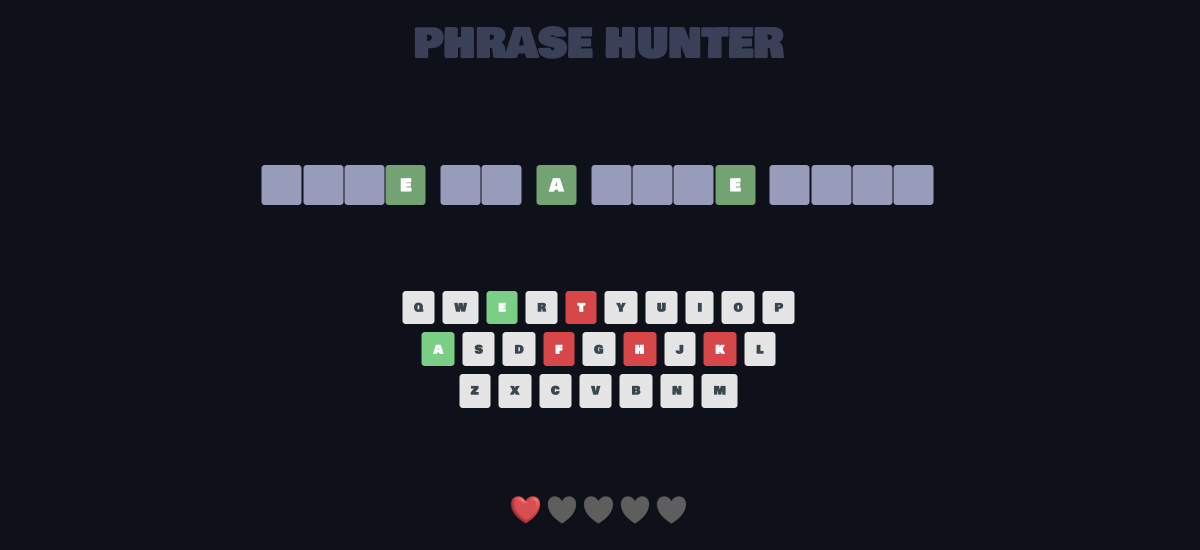 PHRASE HUNTER
E A E
Q W E R T Y U I O P
A S D F G H J K L
Z X C V B N M